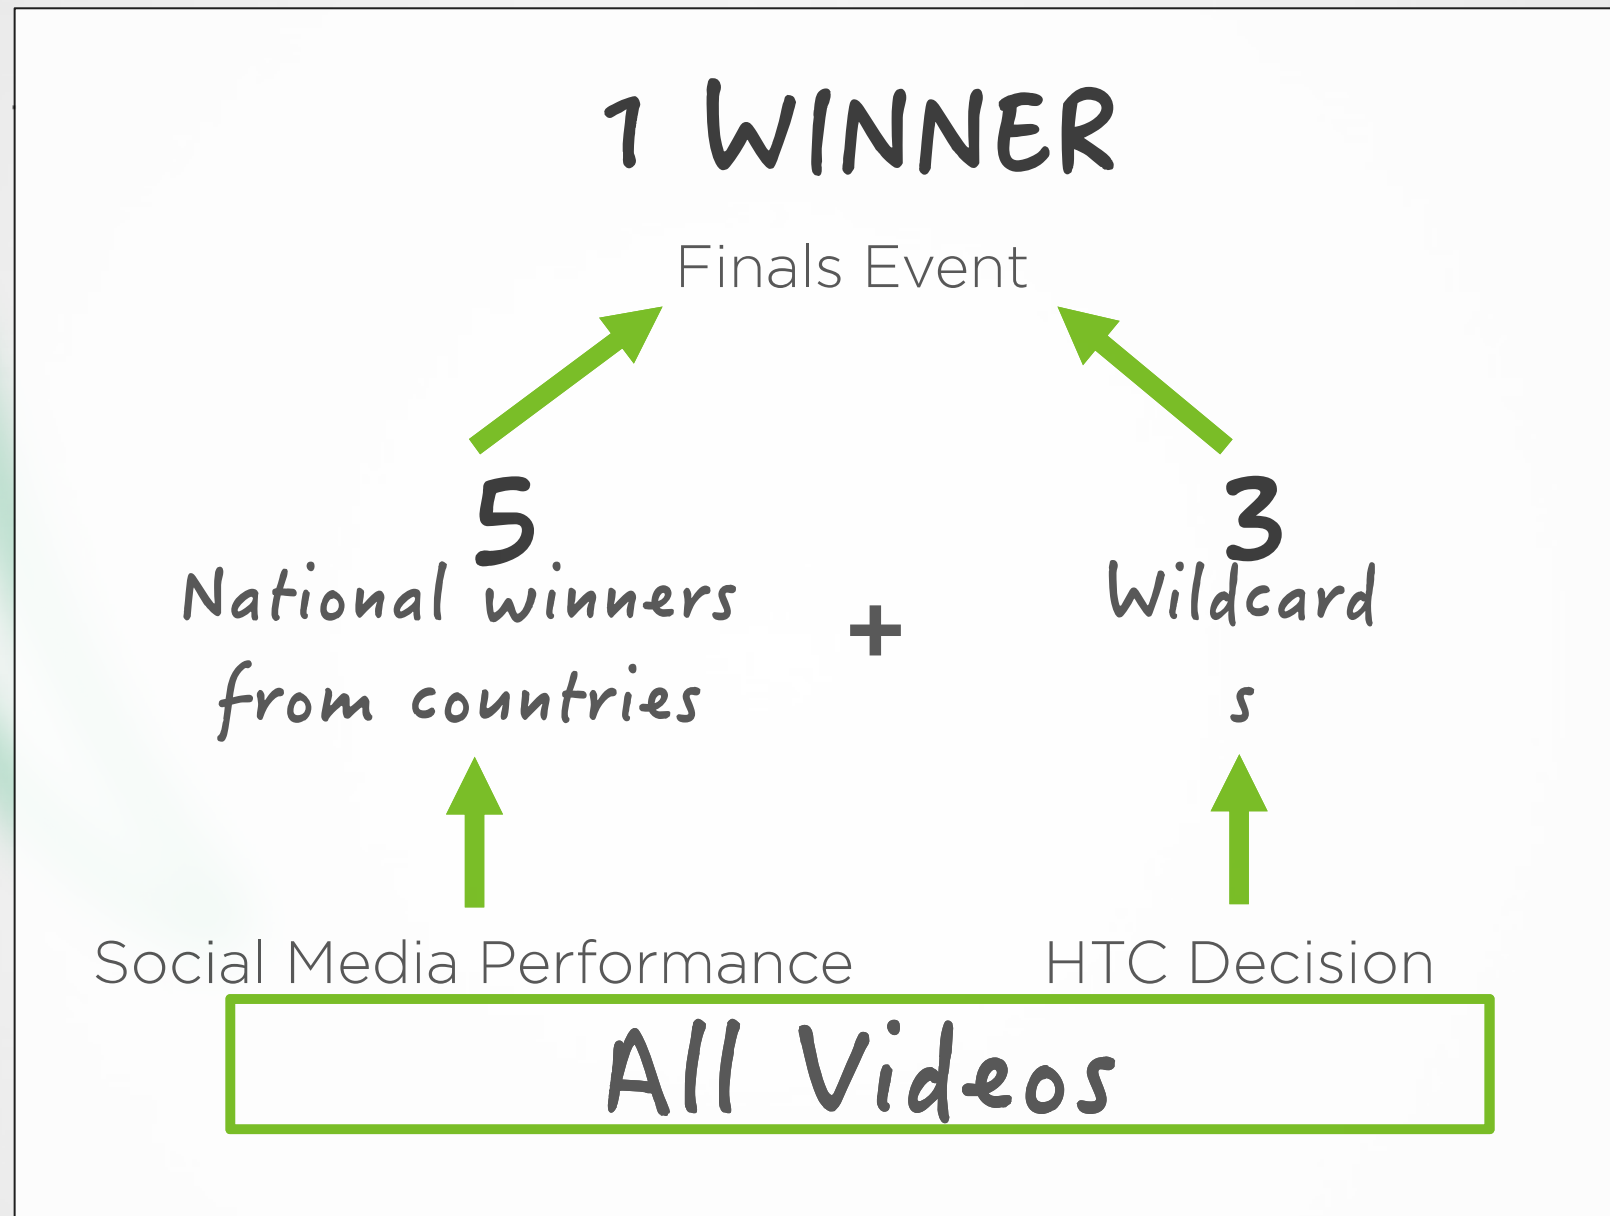 1 WINNER
Finals Event
5
National winners
from countries
+
3
Wildcard
s
Social Media Performance
HTC Decision
All Videos